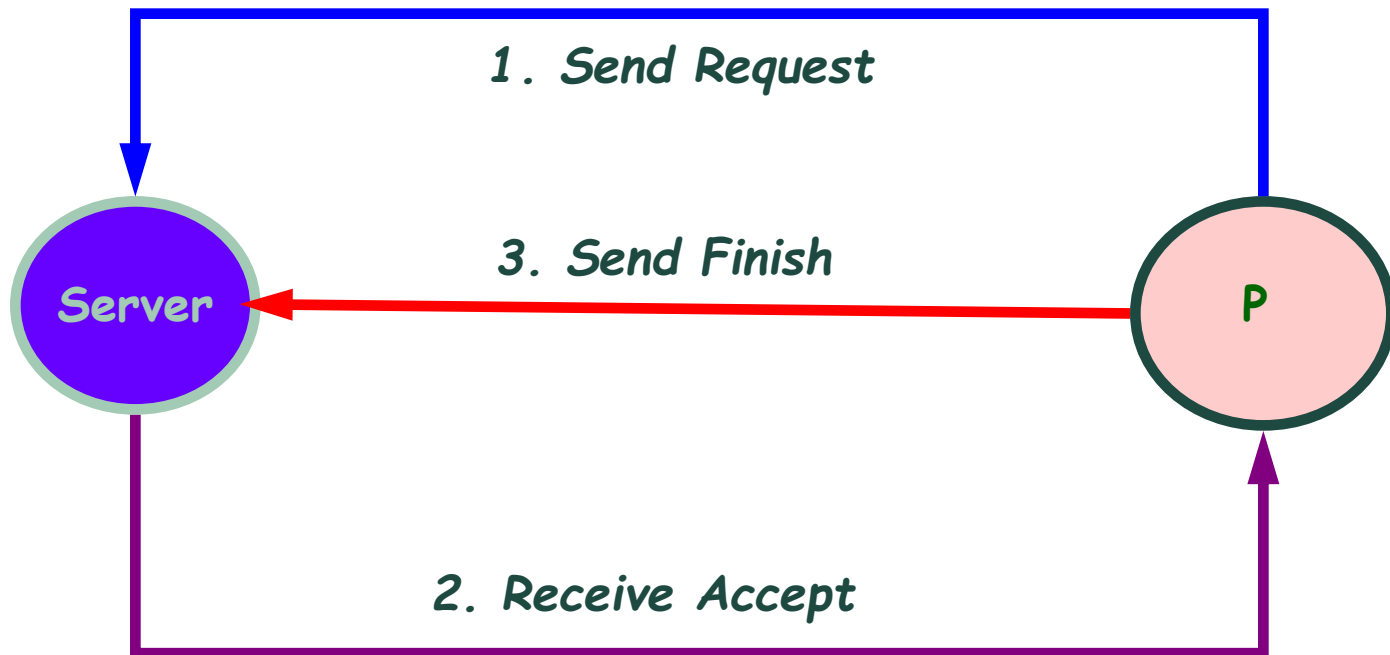 1. Send Request
3. Send Finish
Server
P
2. Receive Accept